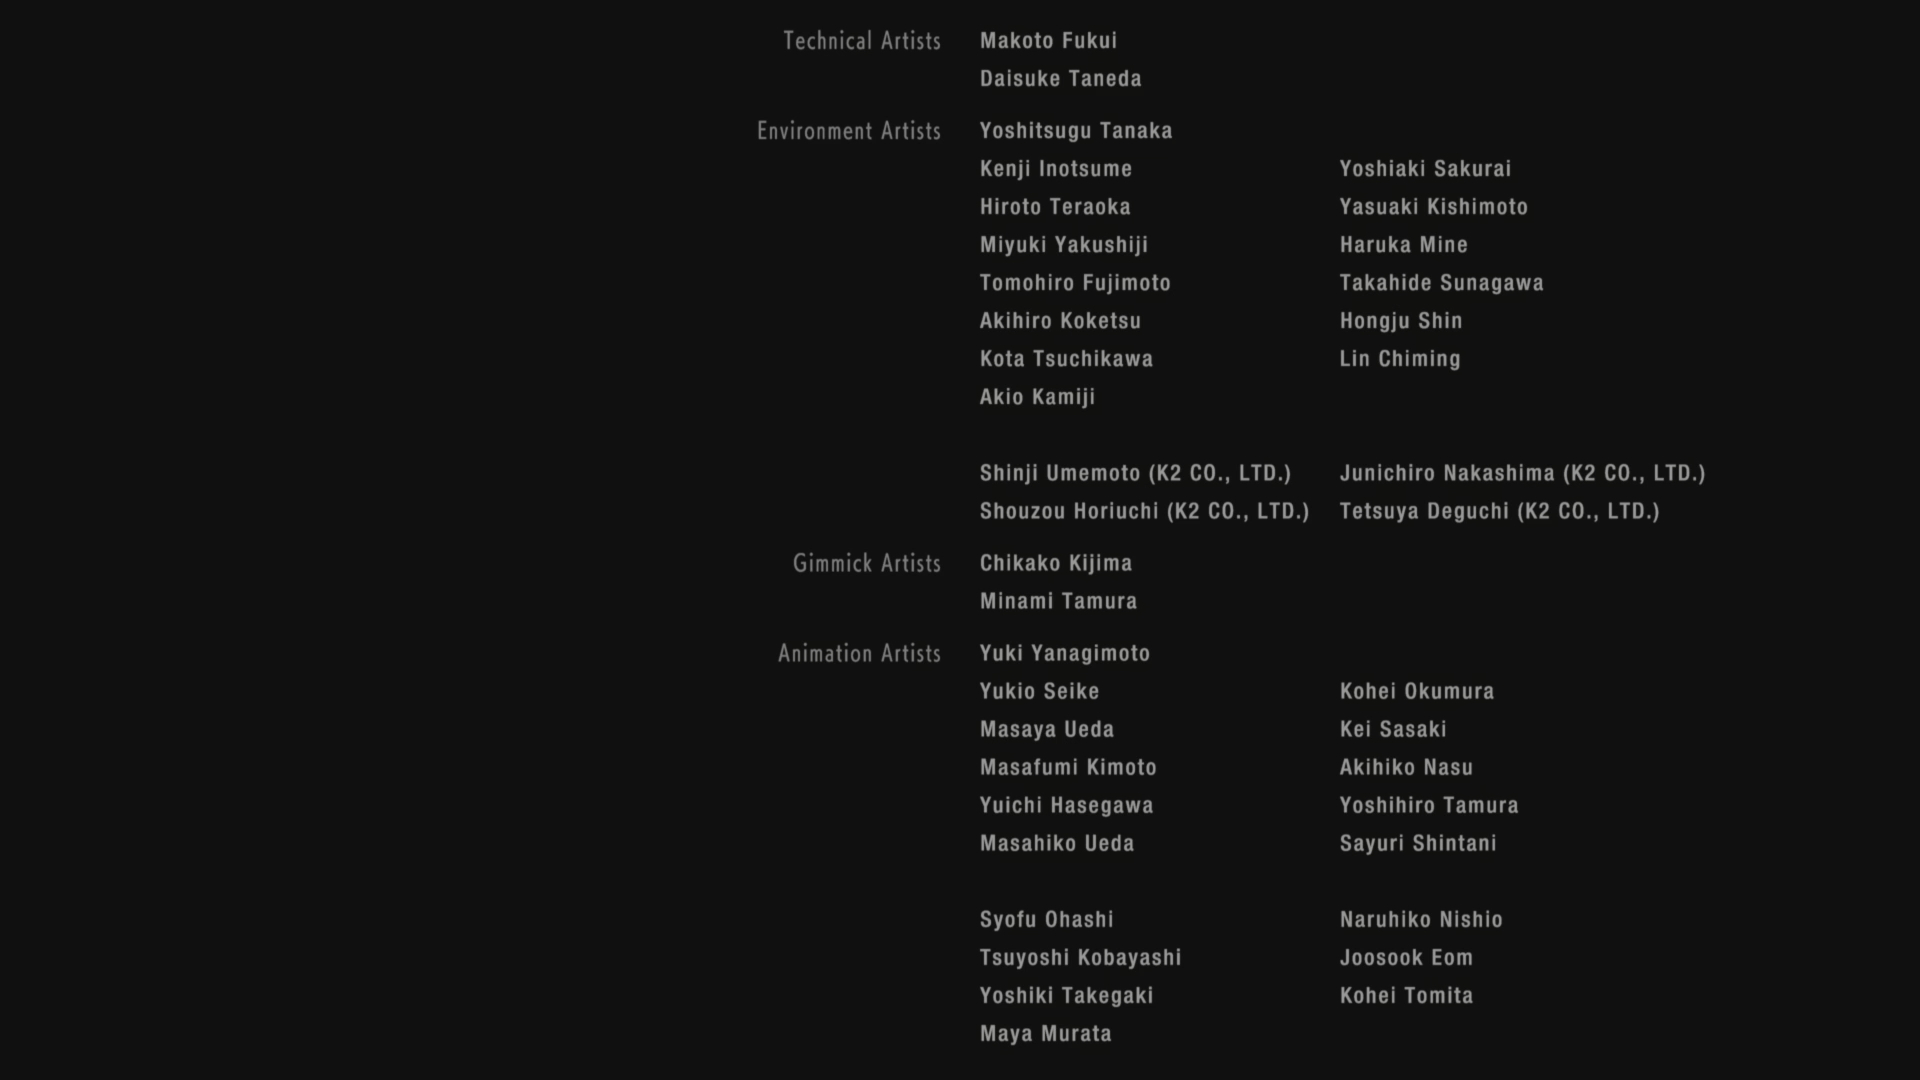 Technical Artists Makoto Fukui
Daisuke Taneda
Environment Artists Yoshitsugu Tanaka
Kenji Inotsume Yoshiaki Sakurai
Hiroto Teraoka Yasuaki Kishimoto
Miyuki Yakushiji Haruka Mine
Tomohiro Fujimoto Takahide Sunagawa
Akihiro Koketsu Hongju Shin
Kota Tsuchikawa Lin Chiming
Akio Kamiji
Shinji Umemoto (K2 CO., LTD.) Junichiro Nakashima (K2 CO., LTD.)
Shouzou Horiuchi (K2 CO., LTD.) Tetsuya Deguchi (K2 CO., LTD.)
Gimmick Artists Chikako Kijima
Minami Tamura
Animation Artists Yuki Yanagimoto
Yukio Seike Kohei Okumura
Masaya Ueda Kei Sasaki
Masafumi Kimoto Akihiko Nasu
Yuichi Hasegawa Yoshihiro Tamura
Masahiko Ueda Sayuri Shintani
Syofu Ohashi Naruhiko Nishio
Tsuyoshi Kobayashi Joosook Eom
Yoshiki Takegaki Kohei Tomita
Maya Murata